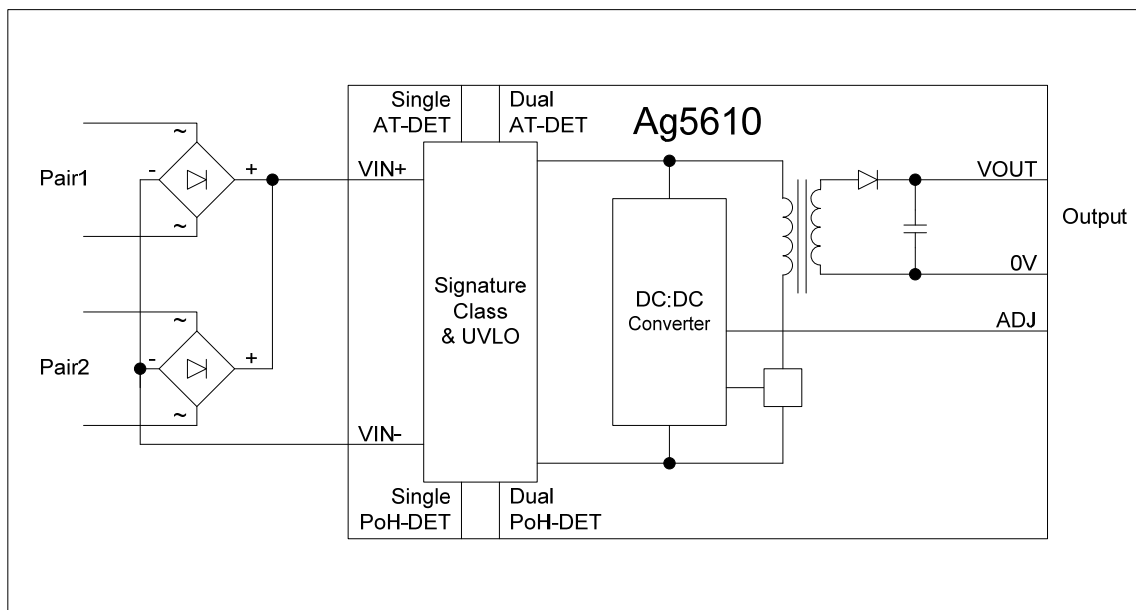 Single
AT-DET
Dual
AT-DET
Ag5610
~
Pair1
-
+
~
VIN+
VOUT
Output
0V
Signature
Class
& UVLO
DC:DC
Converter
ADJ
~
Pair2
-
+
~
VIN-
Single
PoH-DET
Dual
PoH-DET